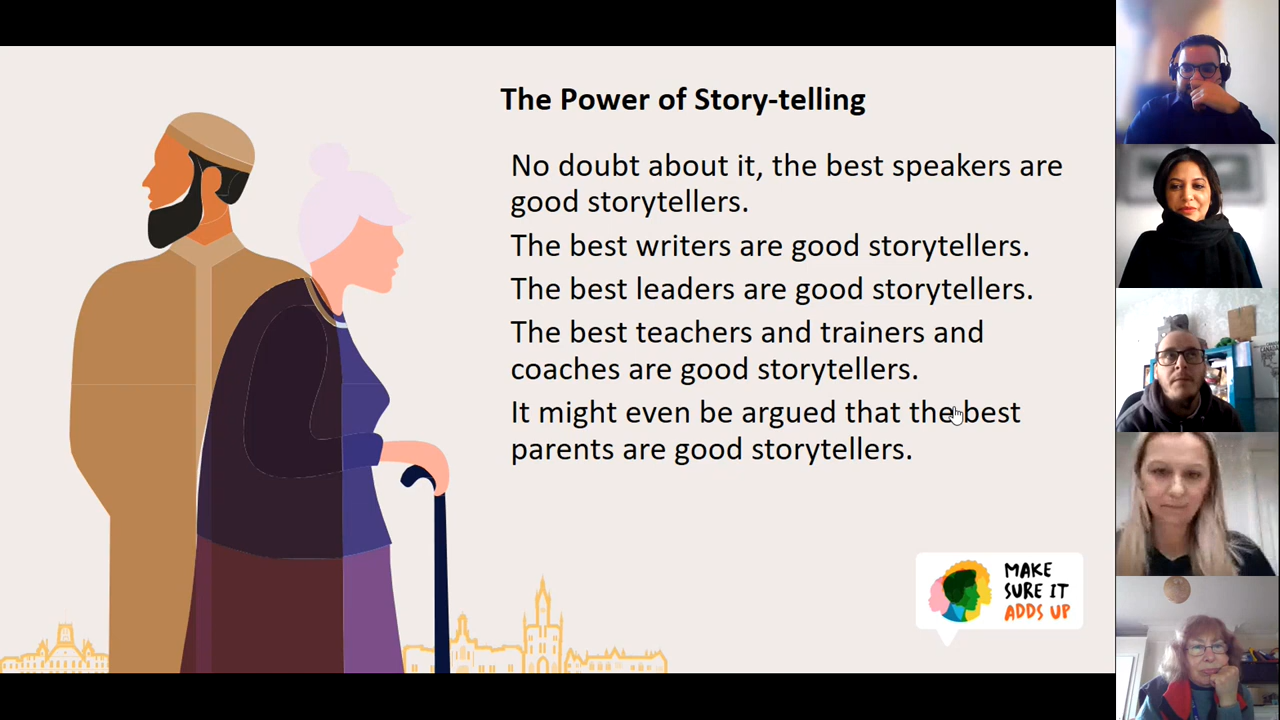 The Power of Story-telling
No doubt about it, the best speakers are
good storytellers.
The best writers are good storytellers.
The best leaders are good storytellers.
The best teachers and trainers and
coaches are good storytellers.
It might even be argued that the best
parents are good storytellers.
MAKE
SURE IT
ADDS UP